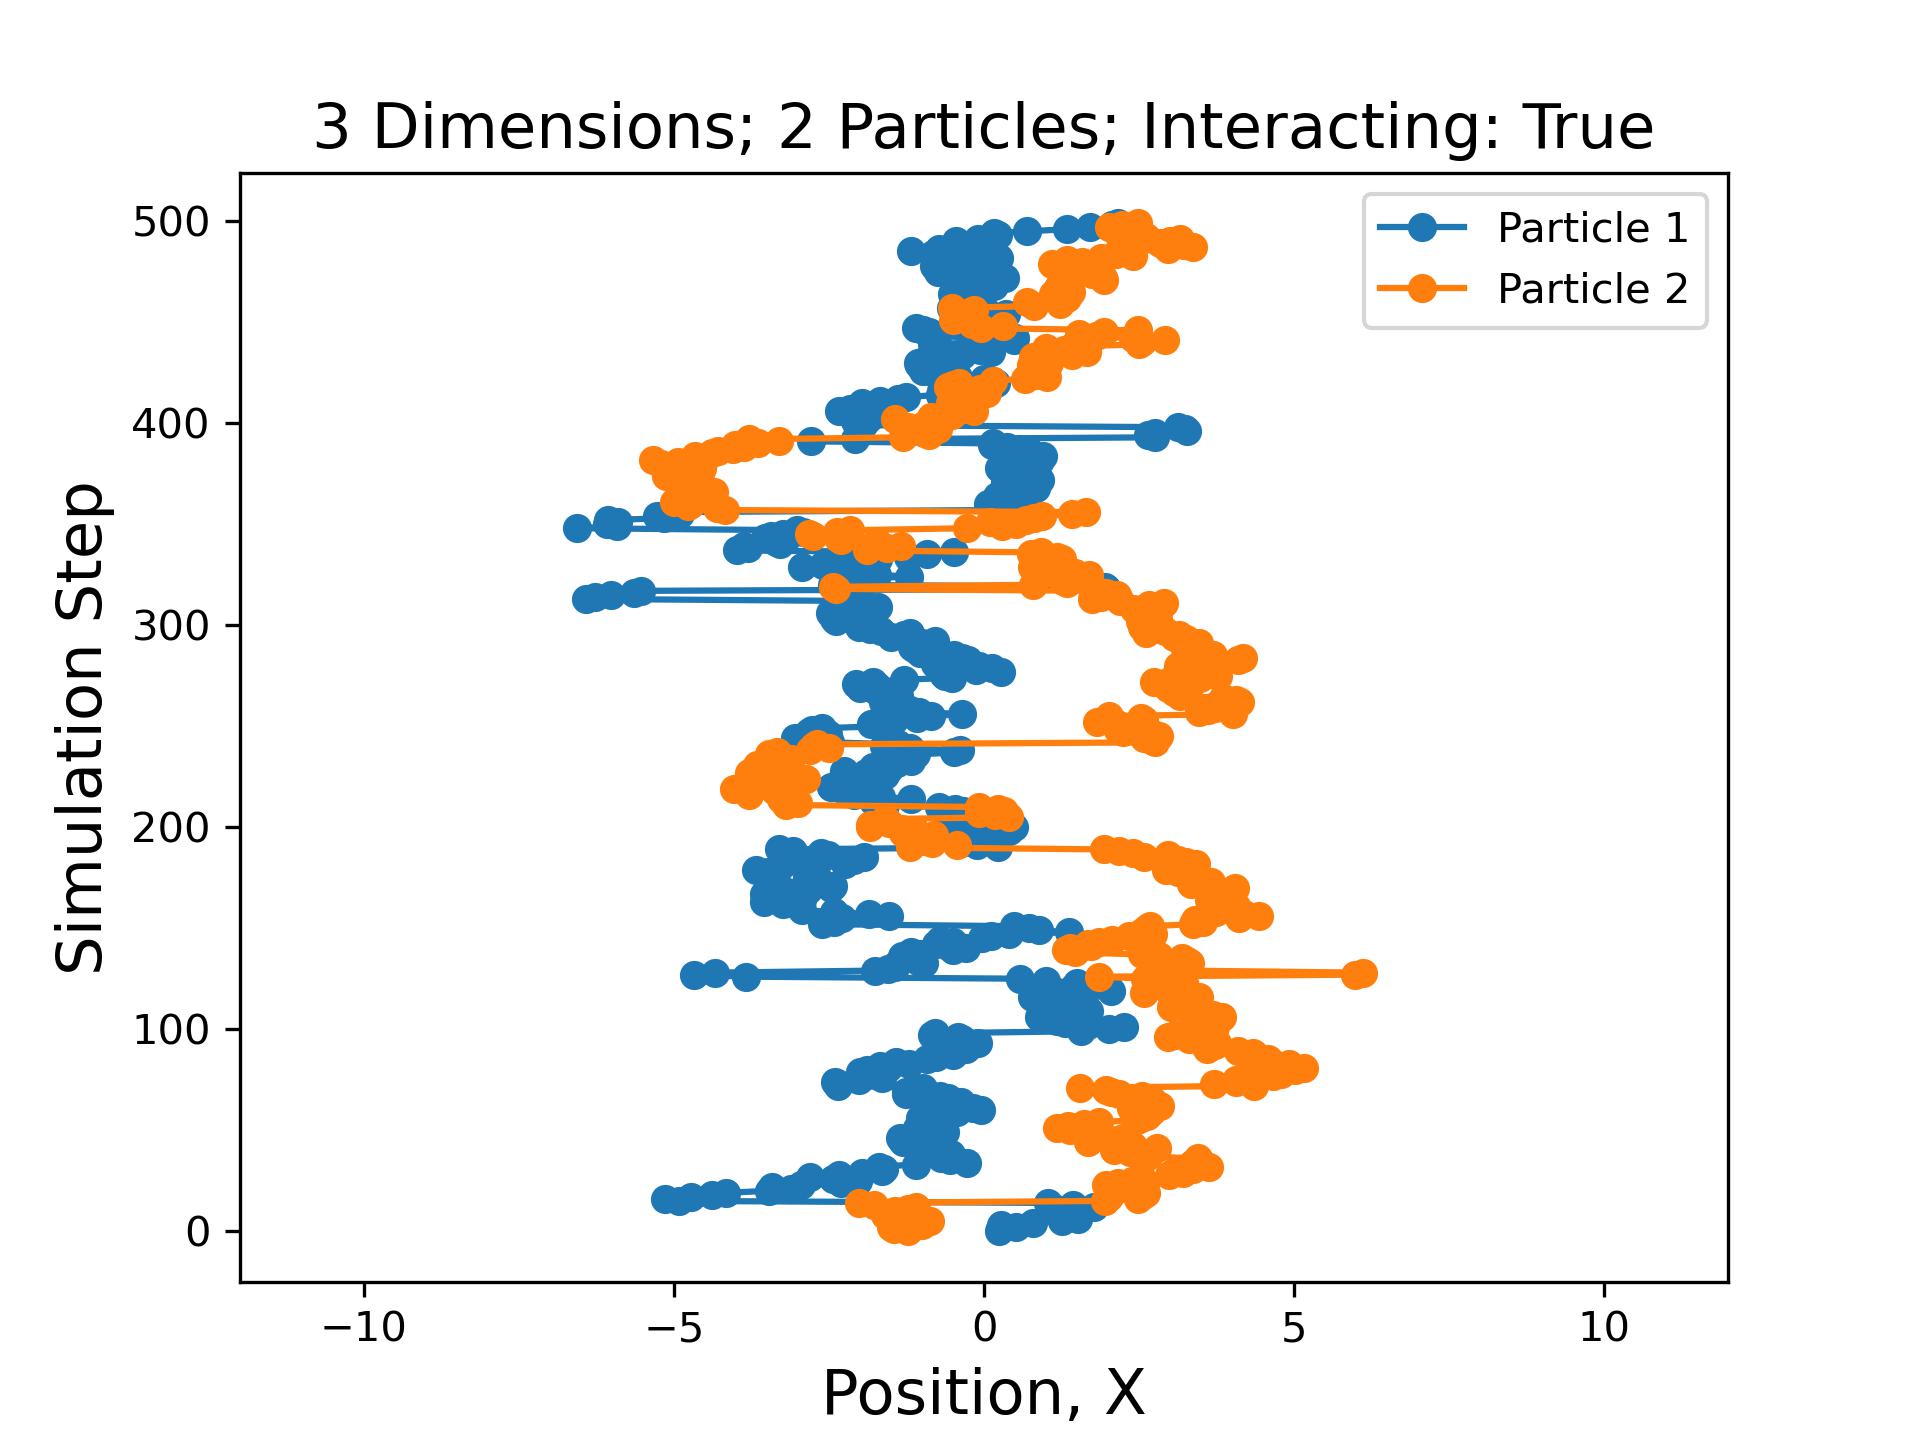 3 Dimensions; 2 Particles; Interacting: True
Particle 1
Particle 2
Simulation Step
500
400
300
200
100
0
−10
−5
0
5
10
Position, X